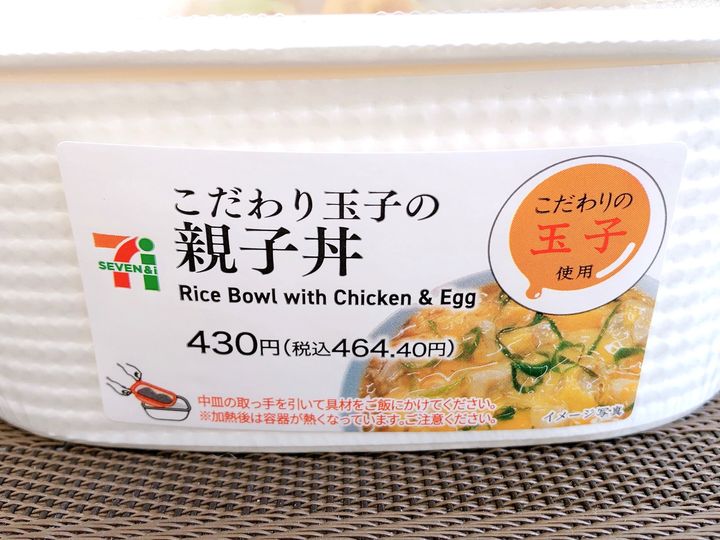 こだわり玉子の
親子丼
Rice Bowl with Chicken & Egg
430円(税込464.40円)
SEVEN&i
こだわりの
玉子
使用
中皿の取っ手を引いて具材をご飯にかけてください。
※加熱後は容器が熱くなっています。ご注意ください。
イメージ写真